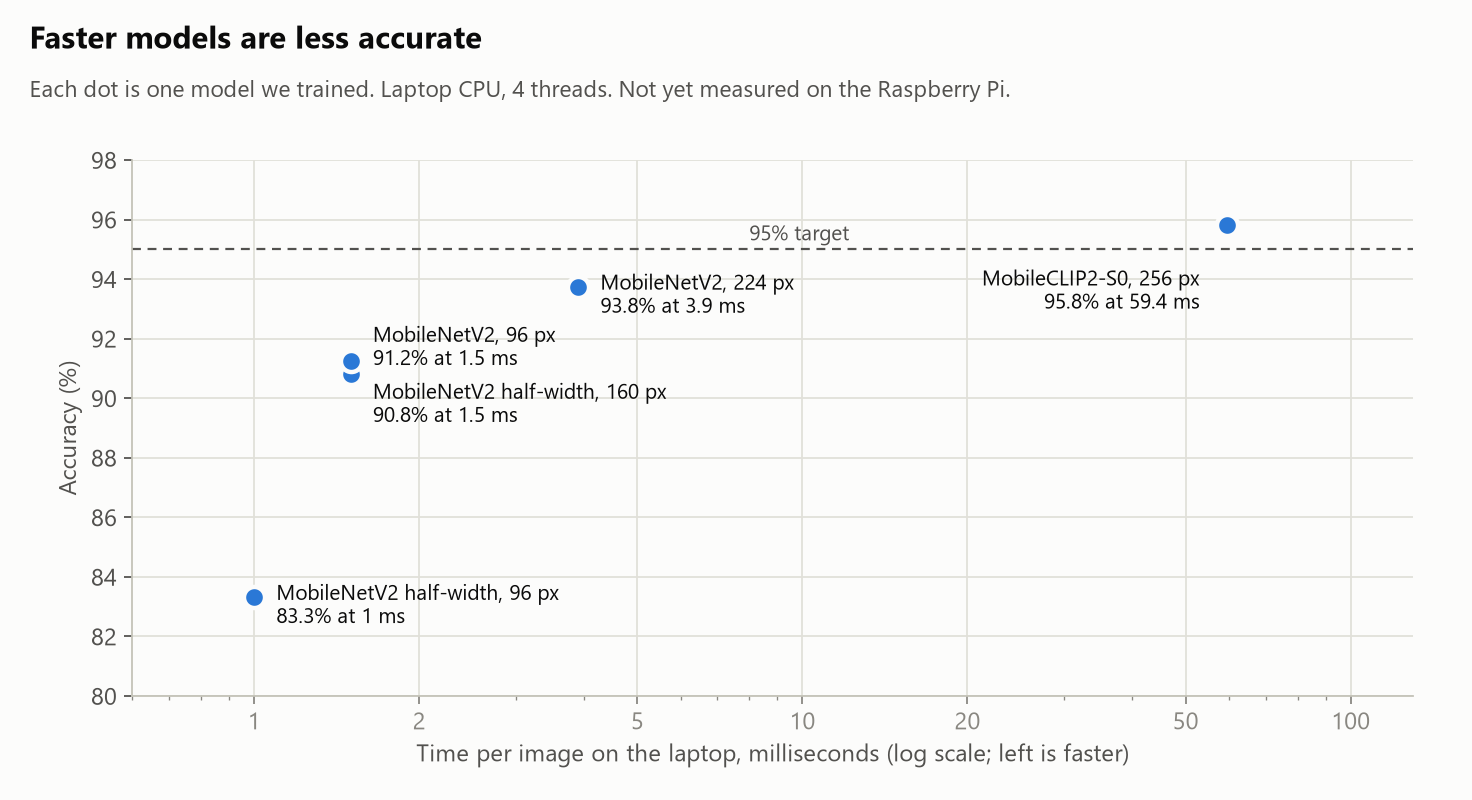 Faster models are less accurate
Each dot is one model we trained. Laptop CPU, 4 threads. Not yet measured on the Raspberry Pi.
98
96
94
92
90
88
86
84
82
80
Accuracy (%)
95% target
MobileCLIP2-S0, 256 px
95.8% at 59.4 ms
MobileNetV2, 224 px
93.8% at 3.9 ms
MobileNetV2, 96 px
91.2% at 1.5 ms
MobileNetV2 half-width, 160 px
90.8% at 1.5 ms
MobileNetV2 half-width, 96 px
83.3% at 1 ms
1 2 5 10 20 50 100
Time per image on the laptop, milliseconds (log scale; left is faster)